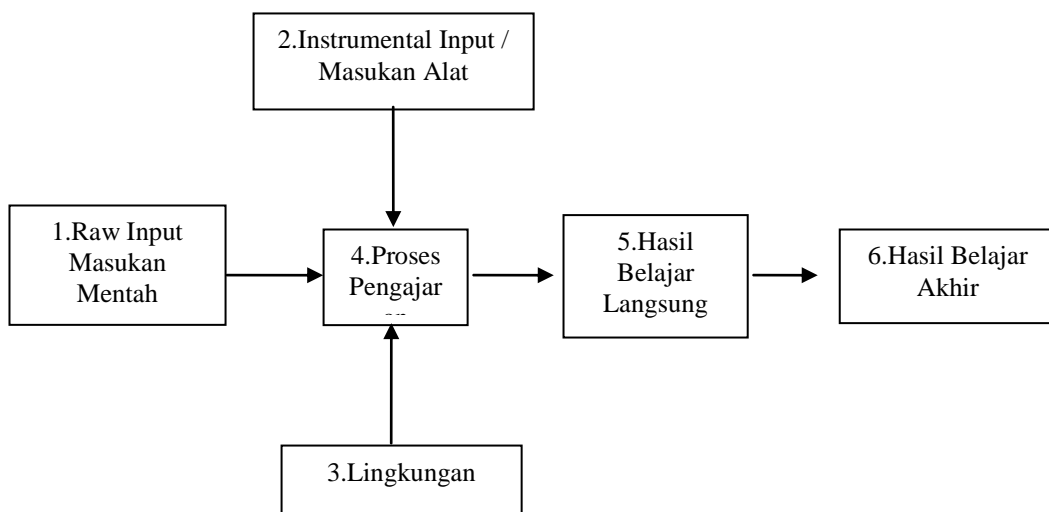 2.Instrumental Input /
Masukan Alat
1.Raw Input
Masukan
Mentah
4.Proses
Pengajar
5.Hasil
Belajar
Langsung
6.Hasil Belajar
Akhir
3.Lingkungan